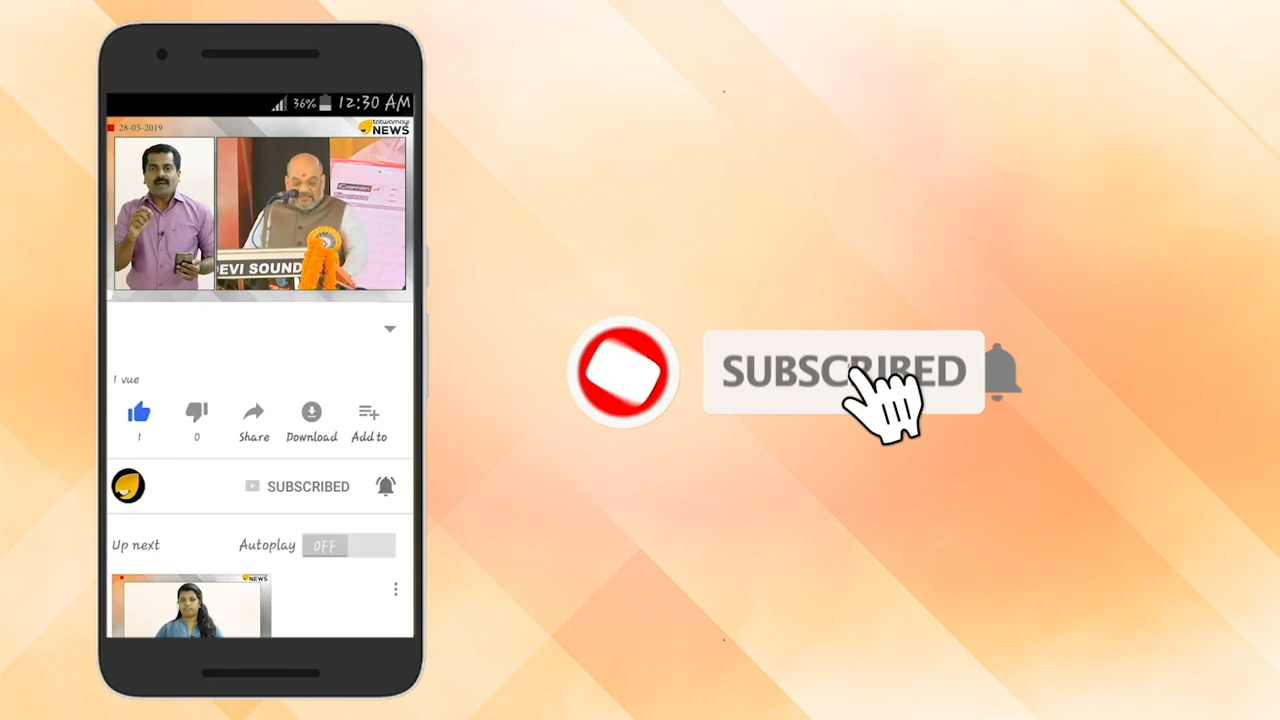 36% 12:30 AM
28-05-2019
tatwamayi
NEWS
DEVI SOUND
1 vue
1
0
Share
Download
Add to
SUBSCRIBED
Up next
Autoplay
OFF
NEWS
SUBSCRIBED